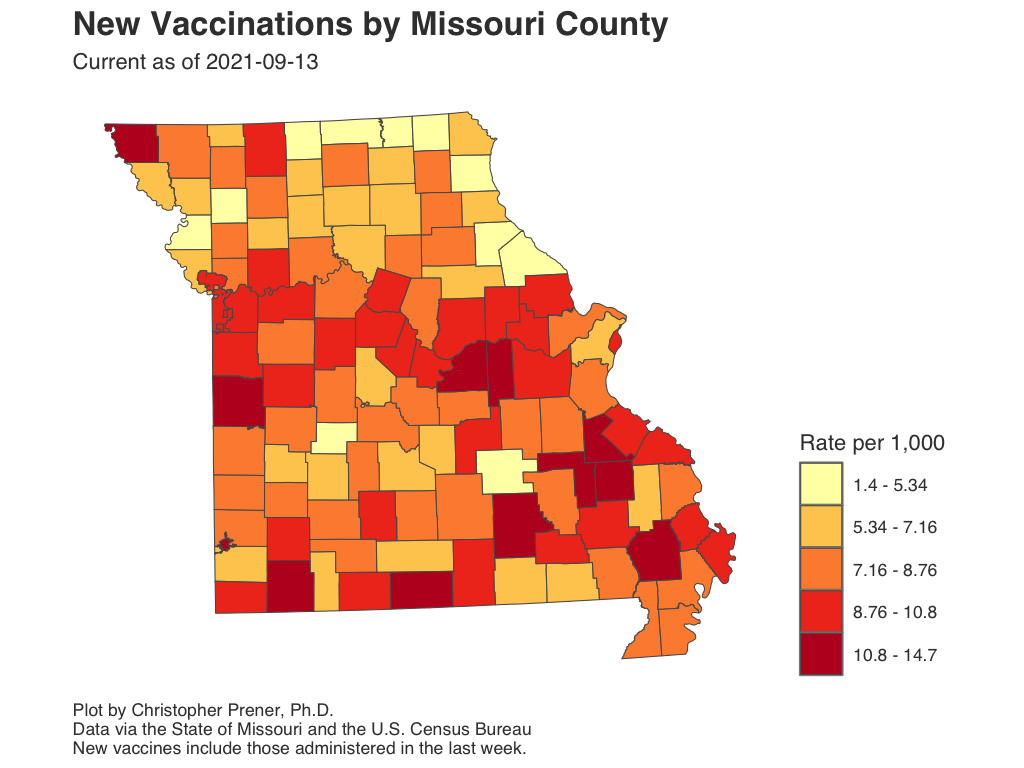 New Vaccinations by Missouri County
Current as of 2021-09-13
Rate per 1,000
1.4 - 5.34
5.34 - 7.16
7.16 - 8.76
8.76 - 10.8
10.8 - 14.7
Plot by Christopher Prener, Ph.D.
Data via the State of Missouri and the U.S. Census Bureau
New vaccines include those administered in the last week.